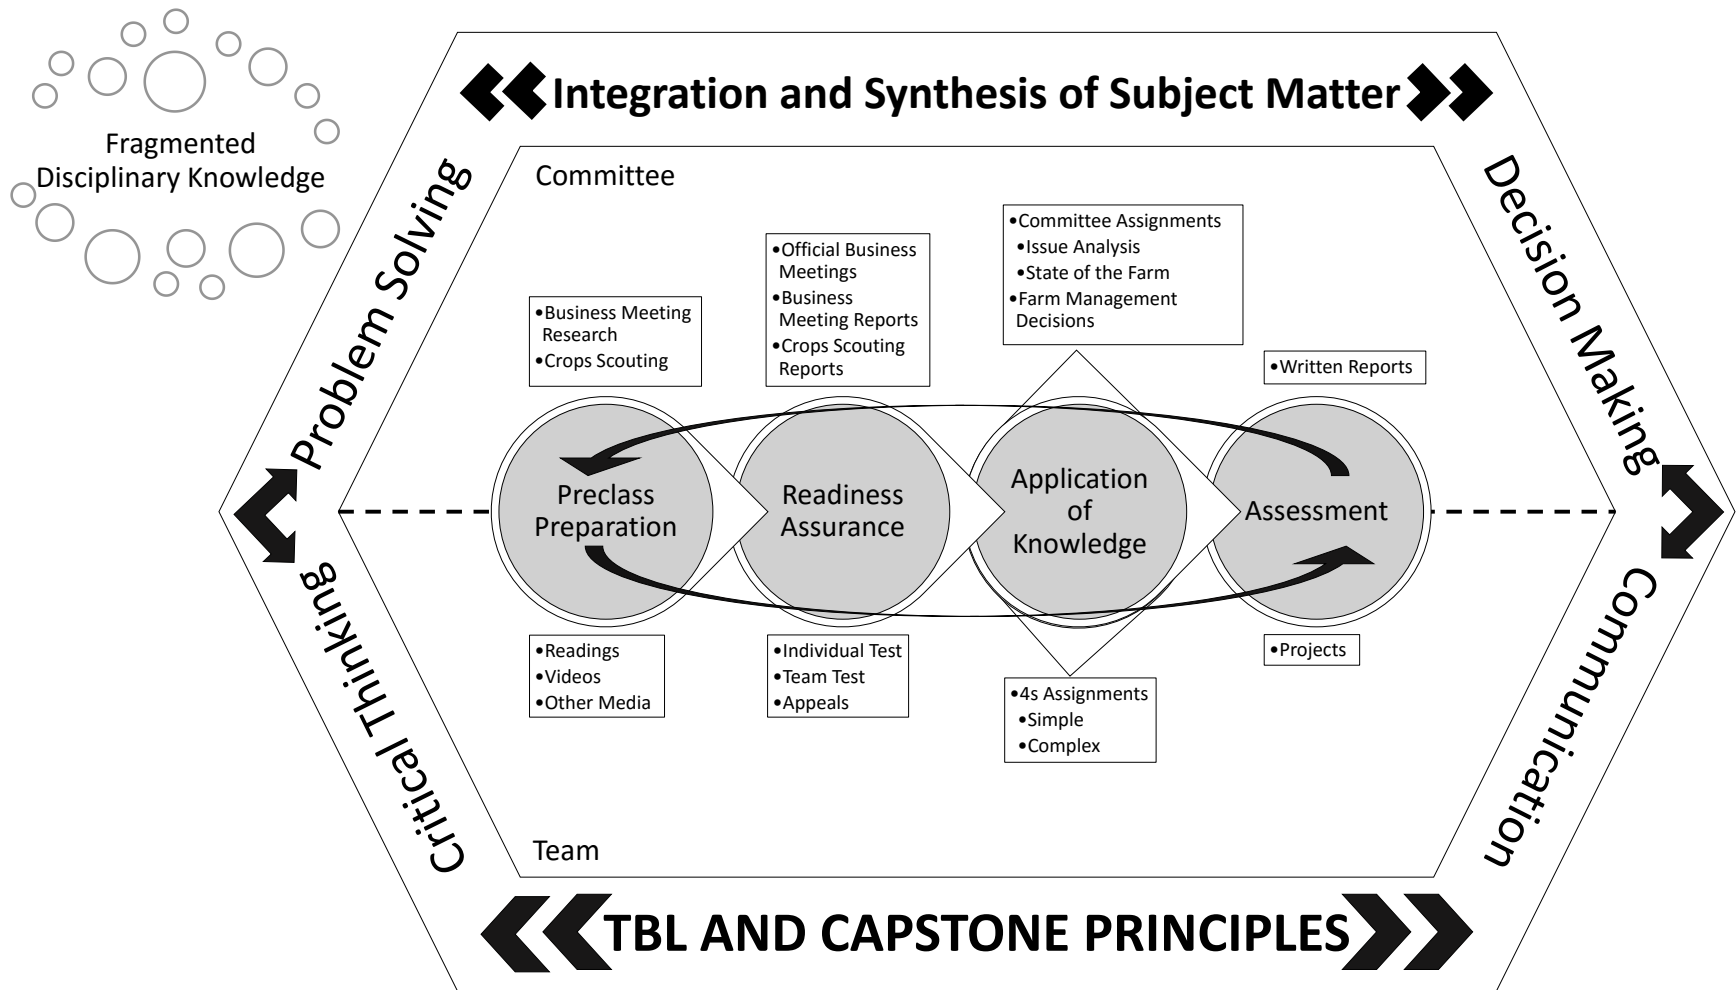 Fragmented
Disciplinary Knowledge
Integration and Synthesis of Subject Matter
Problem Solving
Decision Making
Committee
•Business Meeting
Research
•Crops Scouting
•Official Business
Meetings
•Business
Meeting Reports
•Crops Scouting
Reports
•Committee Assignments
•Issue Analysis
•State of the Farm
•Farm Management
Decisions
•Written Reports
Preclass
Preparation
Readiness
Assurance
Application
of
Knowledge
Assessment
•Readings
•Videos
•Other Media
•Individual Test
•Team Test
•Appeals
•4s Assignments
•Simple
•Complex
•Projects
Critical Thinking
Communication
Team
TBL AND CAPSTONE PRINCIPLES